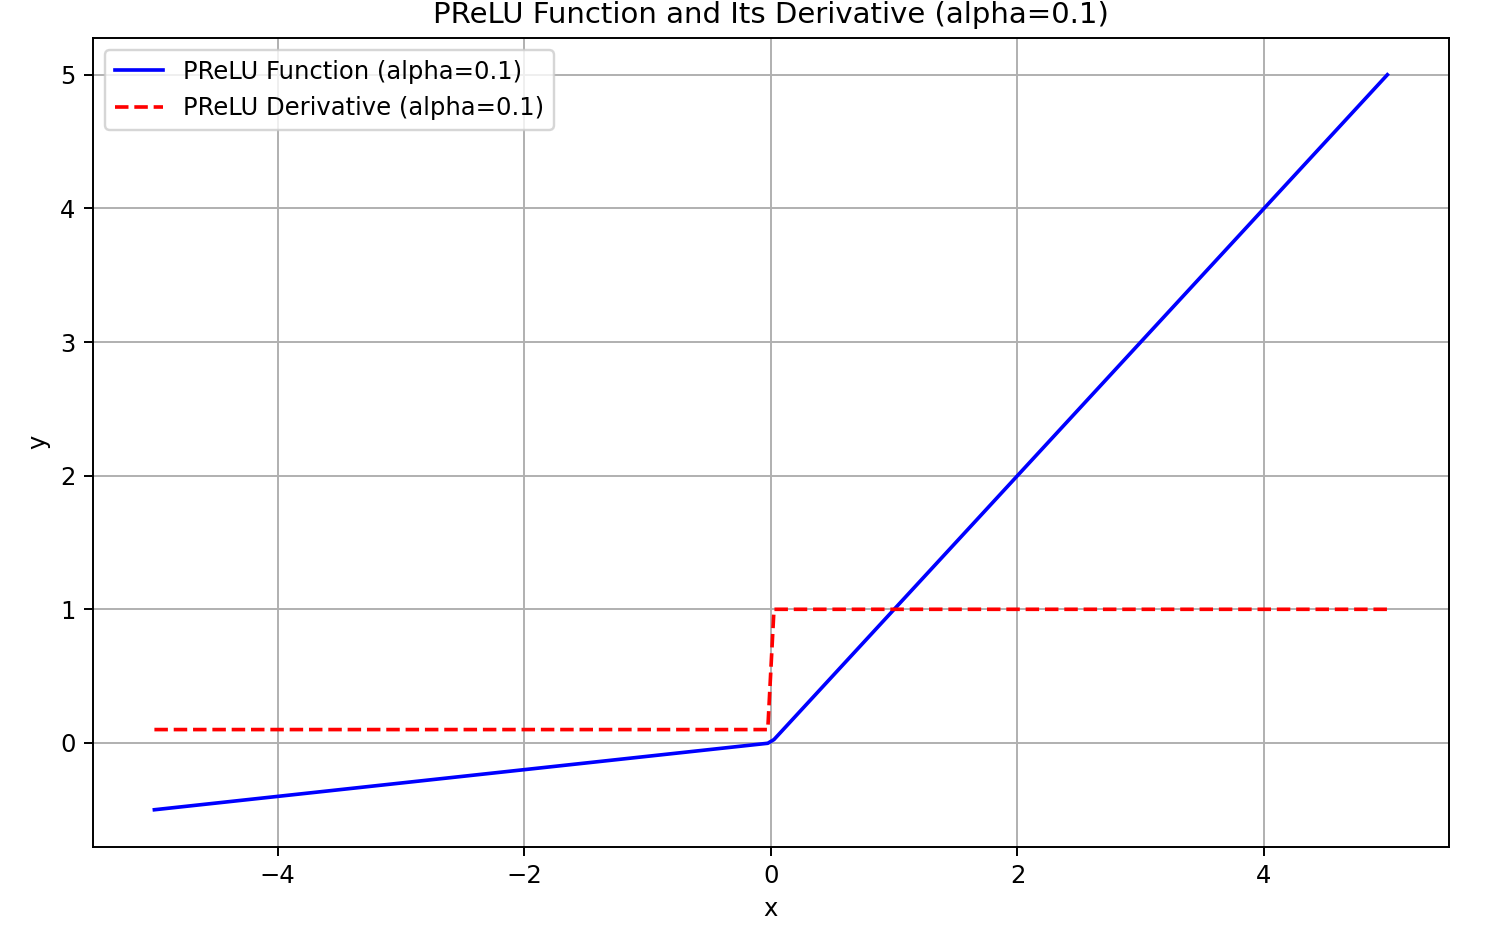 PReLU Function and Its Derivative (alpha=0.1)
PReLU Function (alpha=0.1)
PReLU Derivative (alpha=0.1)
5
4
3
2
1
0
y
−4
−2
0
2
4
x